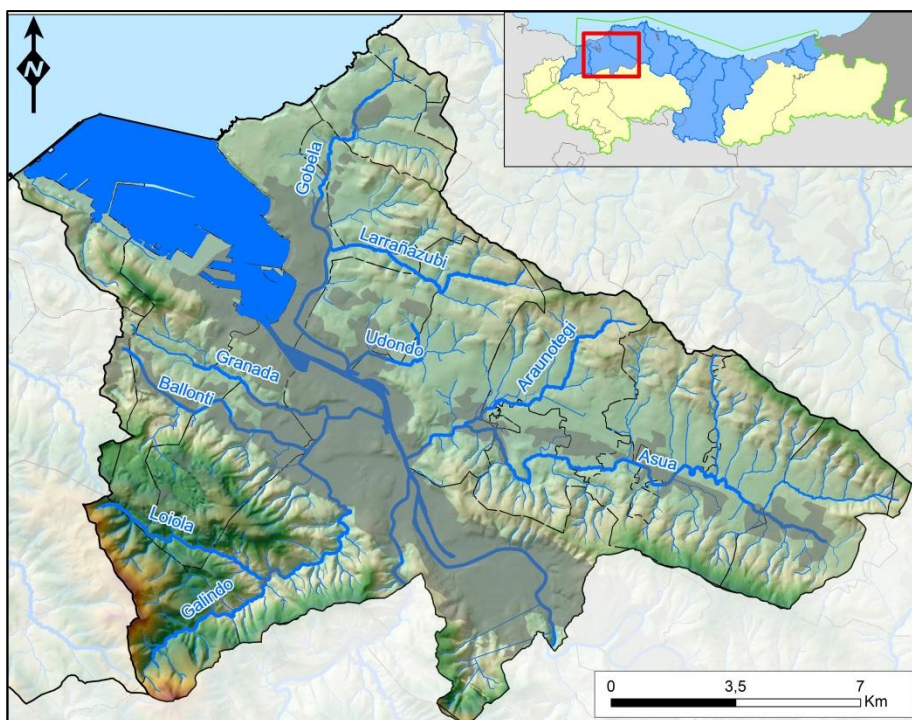 N
Gobela
Larrañazubi
Udondo
Araunotegi
Granada
Ballonti
Asua
Loiola
Galindo
0 3,5 7
Km